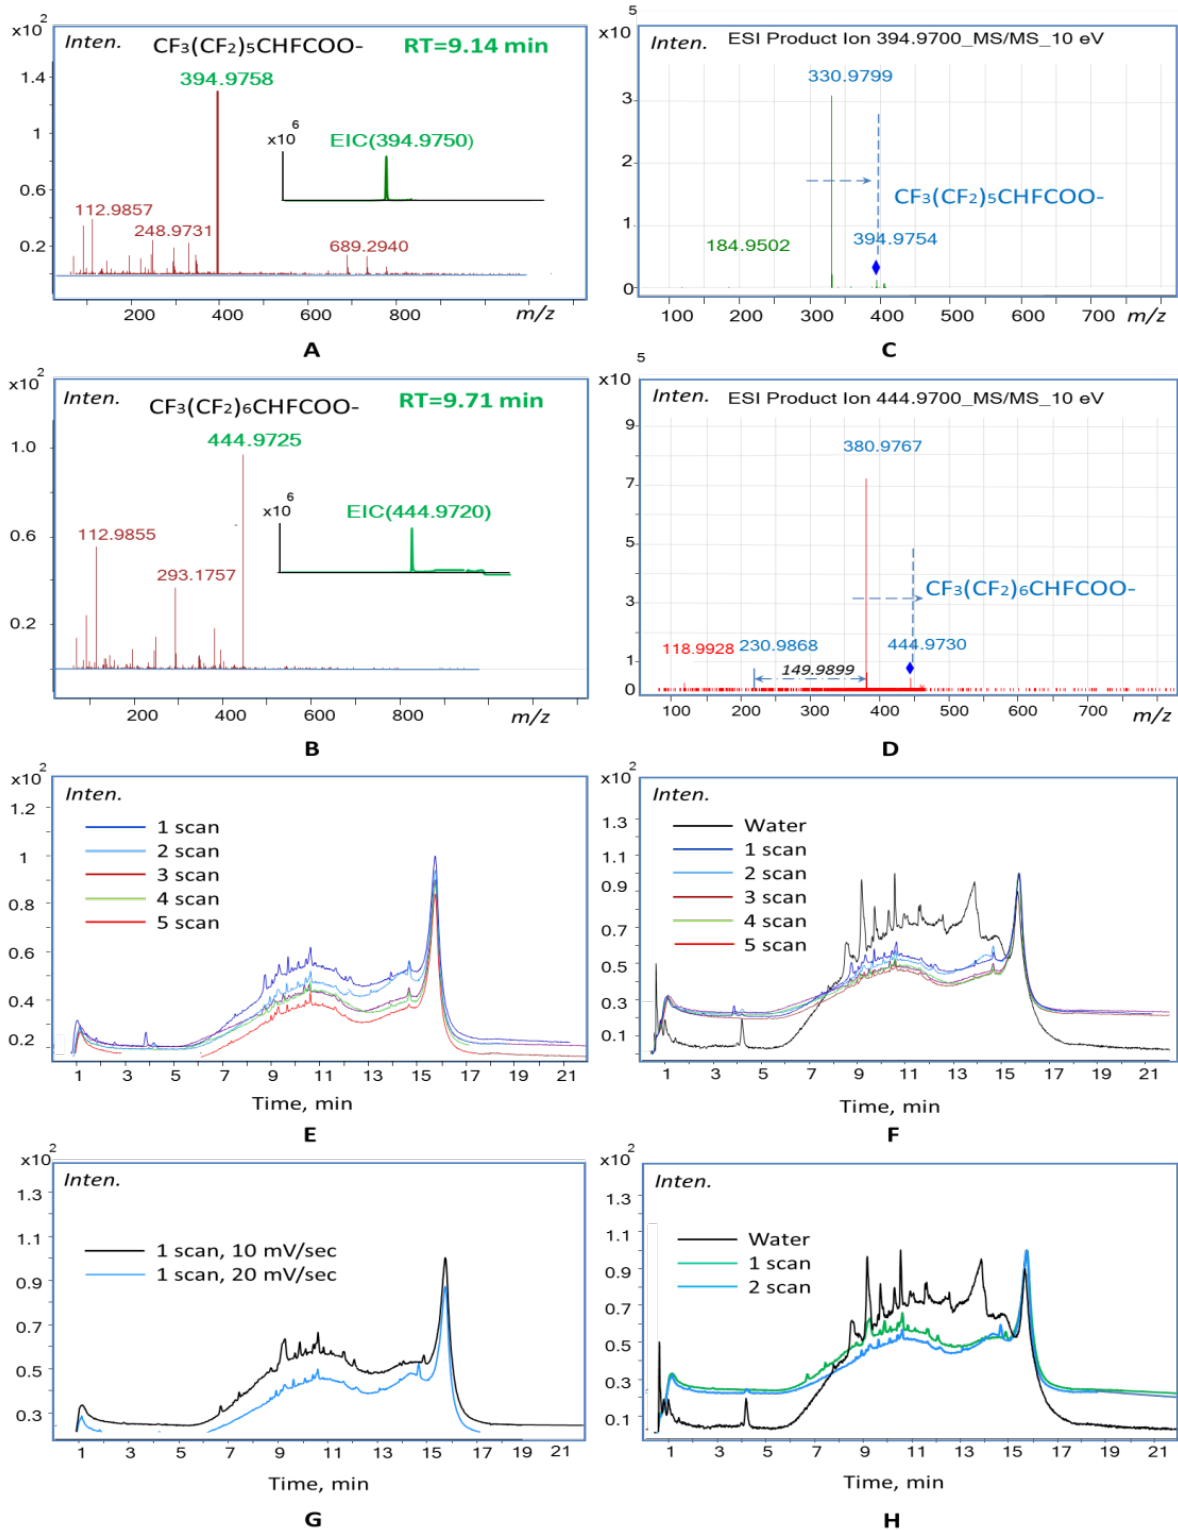 x10²
Inten.
CF₃(CF₂)₅CHFCOO-
RT=9.14 min
394.9758
1.4
1
0.6
0.2
x10⁶
EIC(394.9750)
112.9857
248.9731
689.2940
200 400 600 800 m/z
A
5
x10
Inten. ESI Product Ion 394.9700_MS/MS_10 eV
330.9799
3
2
1
0
CF₃(CF₂)₅CHFCOO-
184.9502
394.9754
100 200 300 400 500 600 700 m/z
C
x10²
Inten.
CF₃(CF₂)₆CHFCOO-
RT=9.71 min
444.9725
1.0
0.6
0.2
x10⁶
EIC(444.9720)
112.9855
293.1757
200 400 600 800 m/z
B
5
x10
Inten. ESI Product Ion 444.9700_MS/MS_10 eV
9
7
5
3
1
0
380.9767
CF₃(CF₂)₆CHFCOO-
118.9928
230.9868
444.9730
149.9899
100 200 300 400 500 600 700 m/z
D
x10²
Inten.
1.2
1
0.8
0.6
0.4
0.2
1 scan
2 scan
3 scan
4 scan
5 scan
1 3 5 7 9 11 13 15 17 19 21
Time, min
E
x10²
Inten.
1.3
1.1
0.9
0.7
0.5
0.3
0.1
Water
1 scan
2 scan
3 scan
4 scan
5 scan
1 3 5 7 9 11 13 15 17 19 21
Time, min
F
x10²
Inten.
1.3
1.1
0.9
0.7
0.5
0.3
1 scan, 10 mV/sec
1 scan, 20 mV/sec
1 3 5 7 9 11 13 15 17 19 21
Time, min
G
x10²
Inten.
1.3
1.1
0.9
0.7
0.5
0.3
0.1
Water
1 scan
2 scan
1 3 5 7 9 11 13 15 17 19 21
Time, min
H